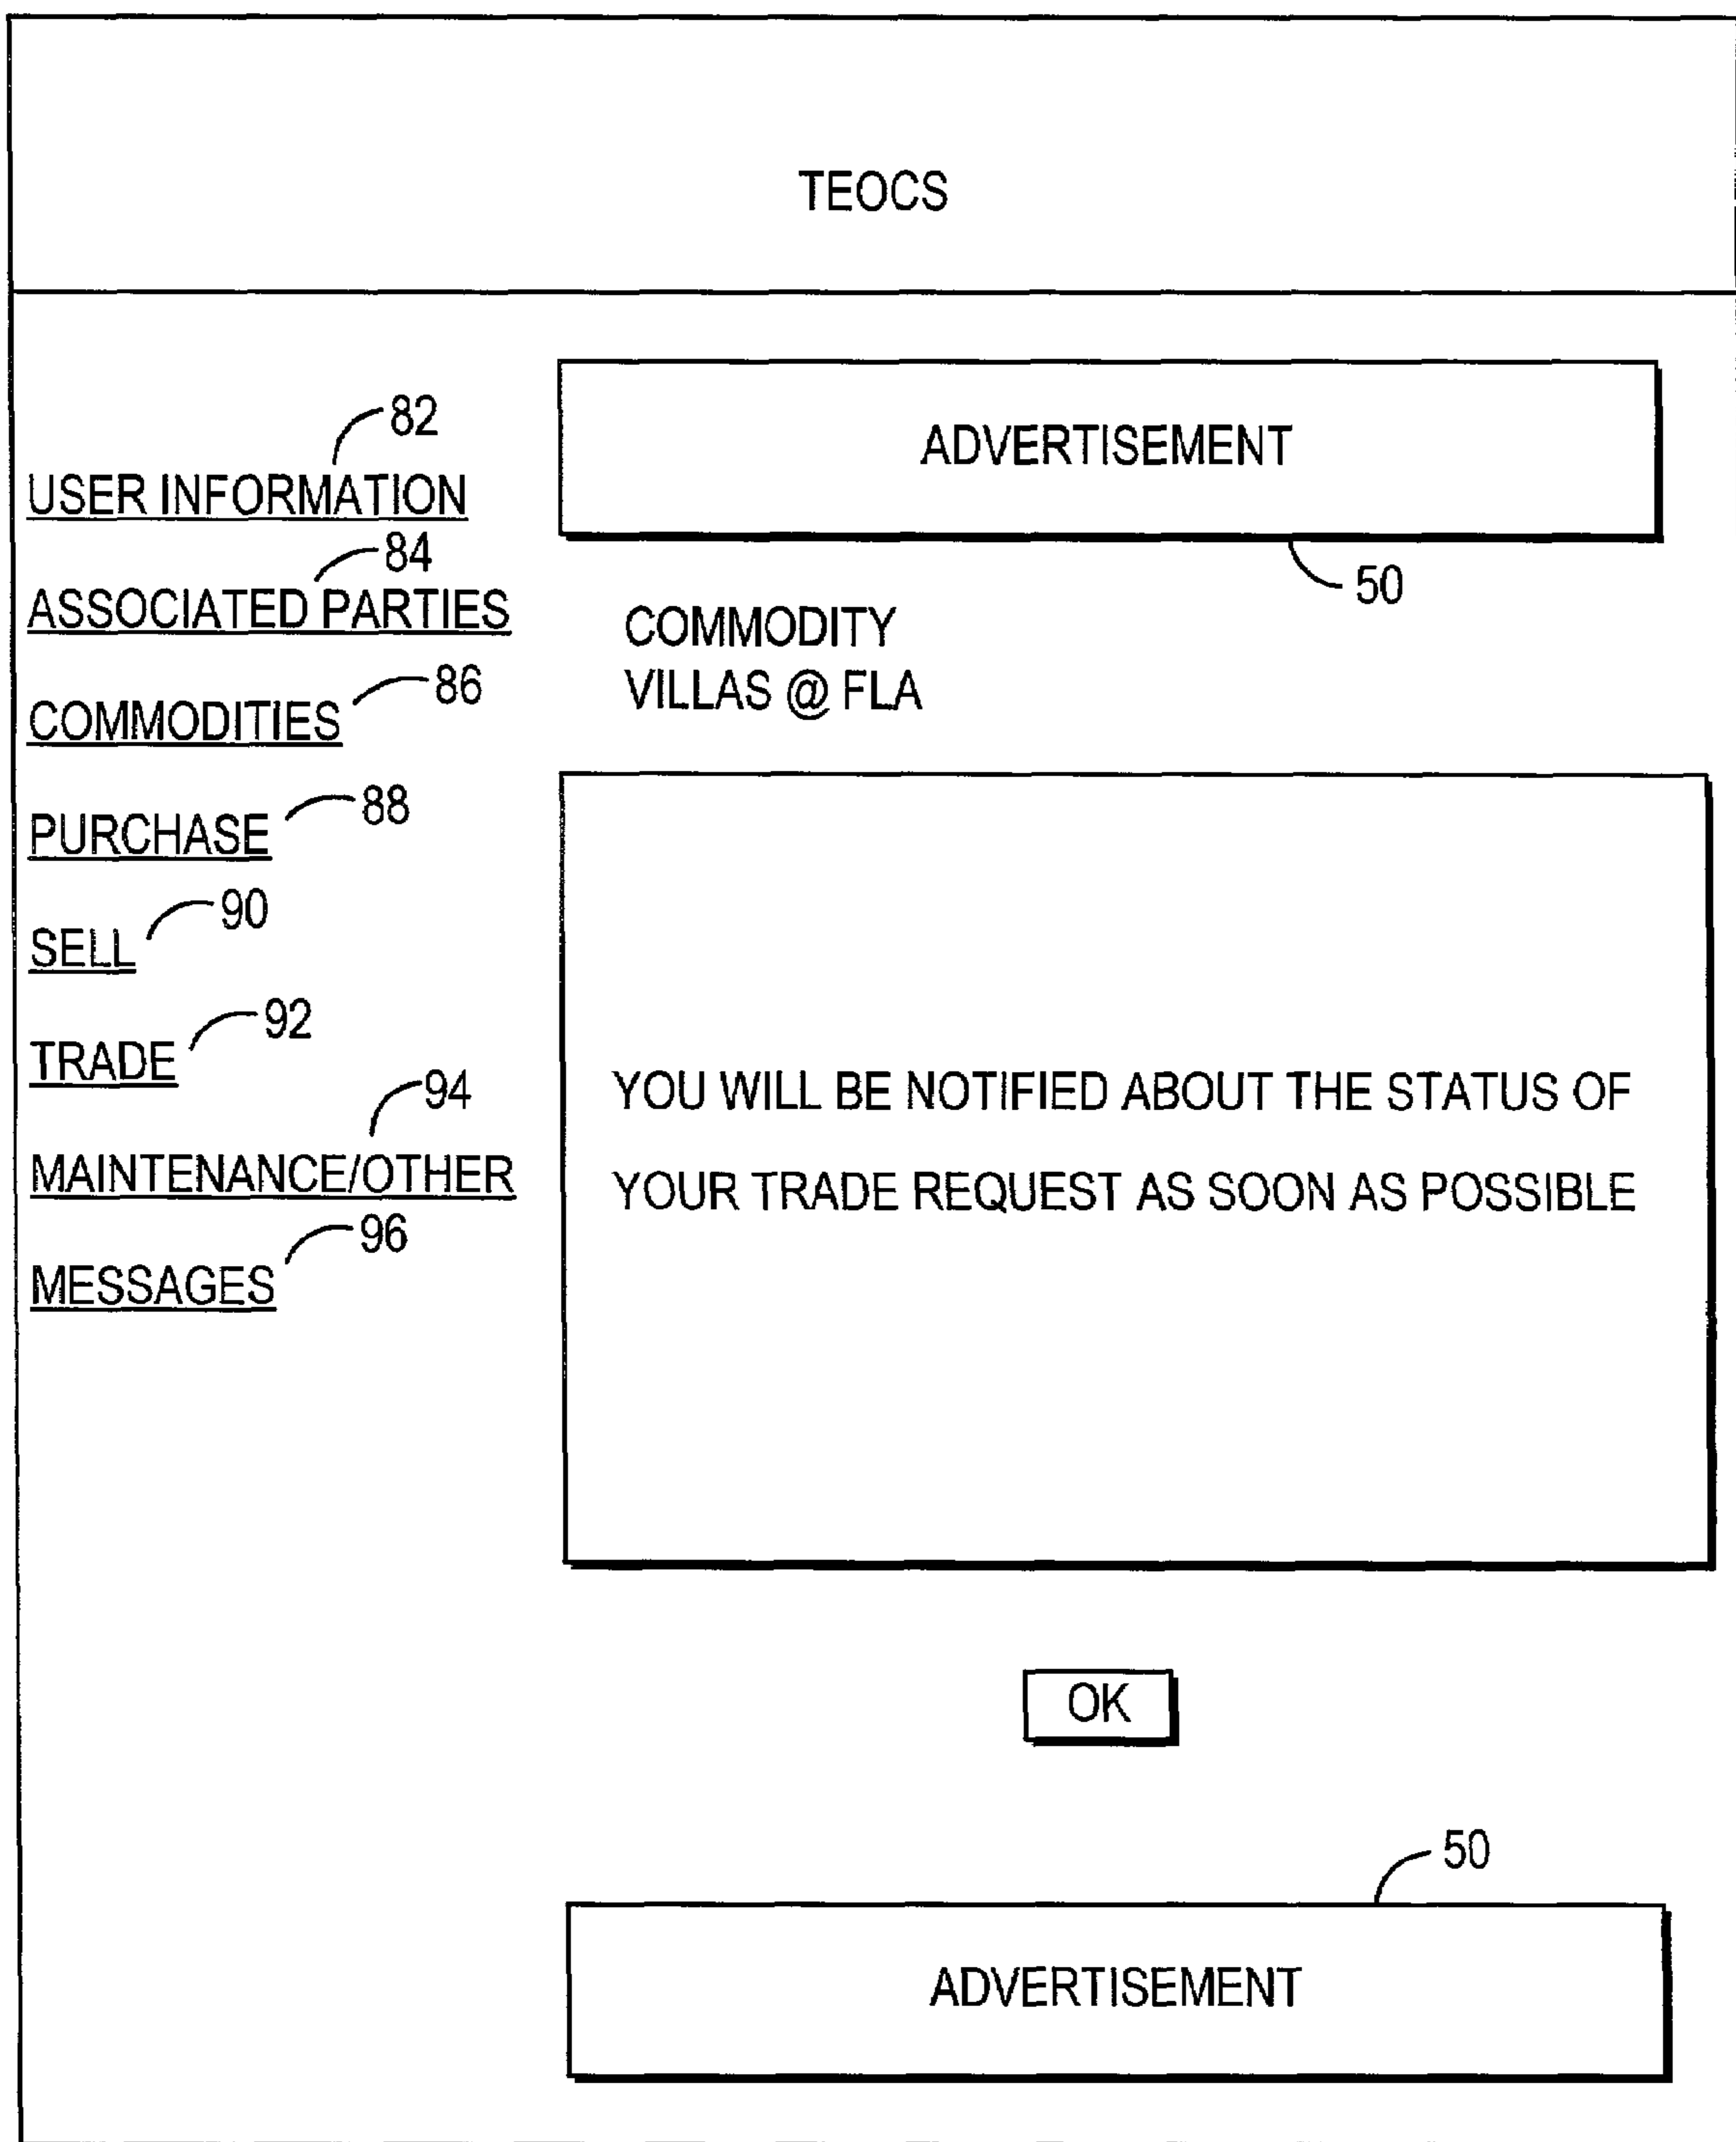 TEOCS
82
USER INFORMATION
84
ASSOCIATED PARTIES
86
COMMODITIES
88
PURCHASE
90
SELL
92
TRADE
94
MAINTENANCE/OTHER
96
MESSAGES
ADVERTISEMENT
50
COMMODITY
VILLAS @ FLA
YOU WILL BE NOTIFIED ABOUT THE STATUS OF
YOUR TRADE REQUEST AS SOON AS POSSIBLE
OK
50
ADVERTISEMENT